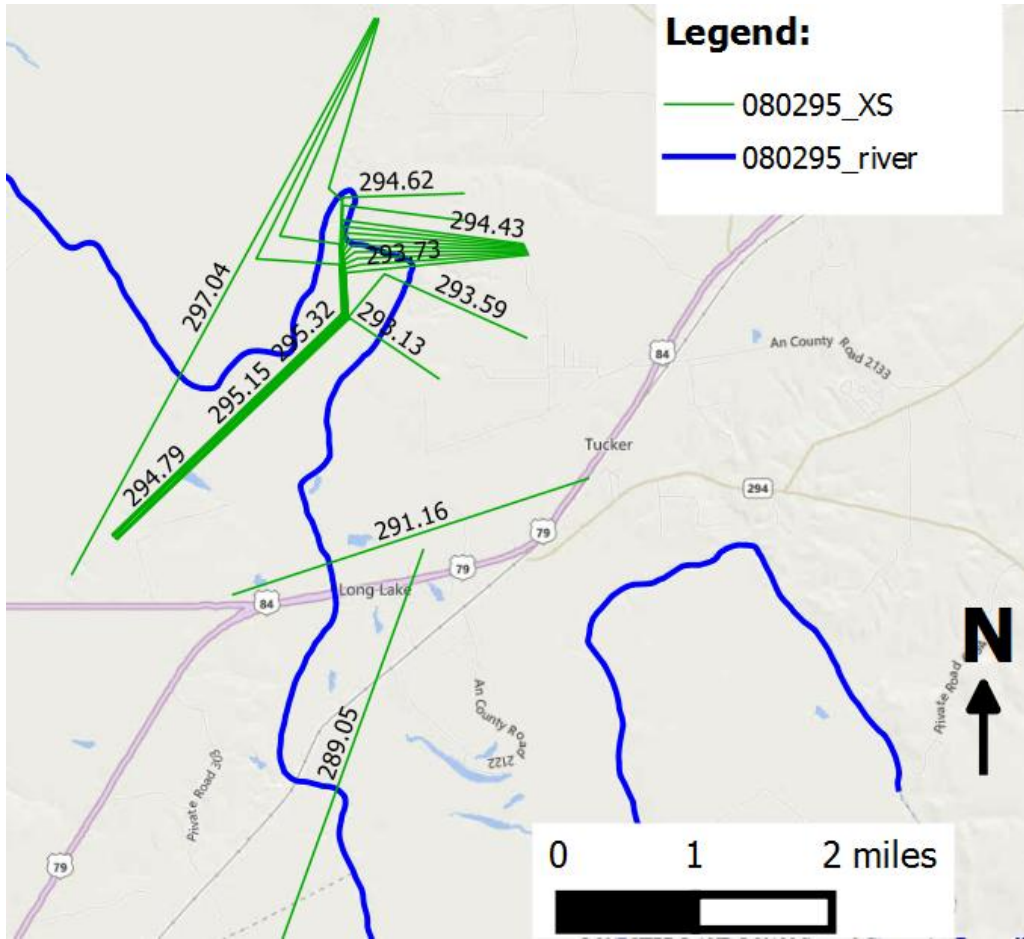 Legend:
080295_XS
080295_river
294.62
294.43
293.73
297.04
293.59
295.32
293.13
An County Road 2133
84
295.15
Tucker
294.79
294
291.16
79
79
Long Lake
84
N
An County Road 2122
289.05
Private Road 303
79
0 1 2 miles